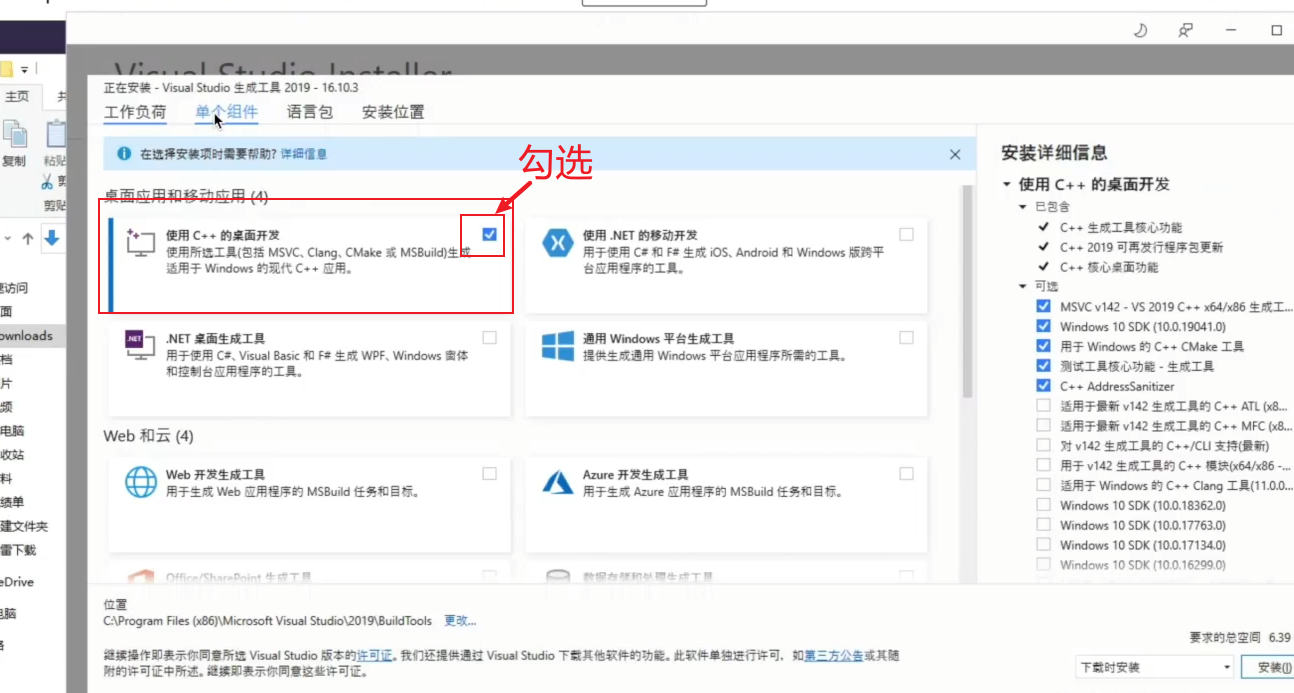 Visual Studio Installer
正在安装 - Visual Studio 生成工具 2019 - 16.10.3
工作负荷 单个组件 语言包 安装位置
在选择安装项时需要帮助? 详细信息
勾选
桌面应用和移动应用 (4)
使用 C++ 的桌面开发
使用所选工具(包括 MSVC、Clang、CMake 或 MSBuild)生成
适用于 Windows 的现代 C++ 应用。
使用 .NET 的移动开发
用于使用 C# 和 F# 生成 iOS、Android 和 Windows 版跨平
台应用程序的工具。
.NET
.NET 桌面生成工具
用于使用 C#、Visual Basic 和 F# 生成 WPF、Windows 窗体
和控制台应用程序的工具。
通用 Windows 平台生成工具
提供生成通用 Windows 平台应用程序所需的工具。
Web 和云 (4)
Web 开发生成工具
用于生成 Web 应用程序的 MSBuild 任务和目标。
Azure 开发生成工具
用于生成 Azure 应用程序的 MSBuild 任务和目标。
Office/SharePoint 生成工具
数据存储和处理生成工具
位置
C:\Program Files (x86)\Microsoft Visual Studio\2019\BuildTools 更改...
继续操作即表示你同意所选 Visual Studio 版本的许可证。我们还提供通过 Visual Studio 下载其他软件的功能。此软件单独进行许可，如第三方公告或其随
附的许可证中所述。继续即表示你同意这些许可证。
安装详细信息
使用 C++ 的桌面开发
已包含
C++ 生成工具核心功能
C++ 2019 可再发行程序包更新
C++ 核心桌面功能
可选
MSVC v142 - VS 2019 C++ x64/x86 生成工...
Windows 10 SDK (10.0.19041.0)
用于 Windows 的 C++ CMake 工具
测试工具核心功能 - 生成工具
C++ AddressSanitizer
适用于最新 v142 生成工具的 C++ ATL (x8...
适用于最新 v142 生成工具的 C++ MFC (x8...
对 v142 生成工具的 C++/CLI 支持(最新)
用于 v142 生成工具的 C++ 模块(x64/x86 -...
适用于 Windows 的 C++ Clang 工具(11.0.0...
Windows 10 SDK (10.0.18362.0)
Windows 10 SDK (10.0.17763.0)
Windows 10 SDK (10.0.17134.0)
Windows 10 SDK (10.0.16299.0)
要求的总空间 6.39
下载时安装
安装(I)
主页
复制 粘贴
剪
剪贴
访问
面
ownloads
档
片
频
电脑
收站
料
绩单
建文件夹
雷下载
eDrive
电脑